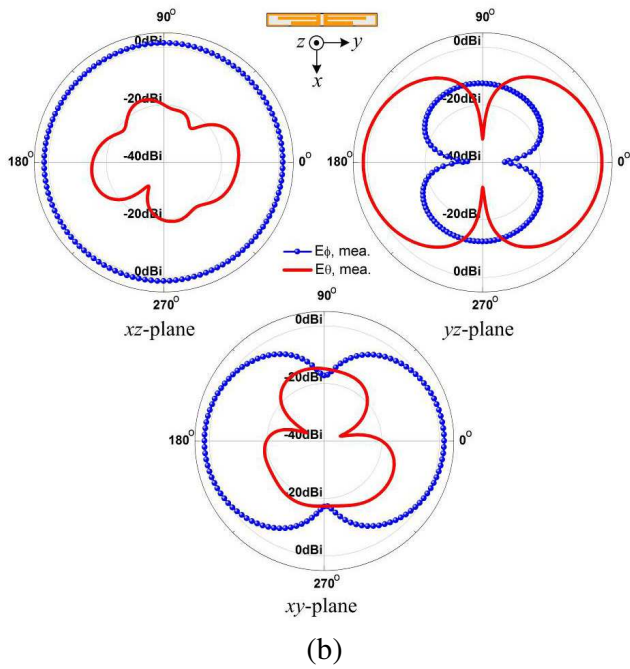 90°
0dBi
-20dBi
-40dBi
-20dBi
0dBi
180°
0°
270°
xz-plane
z
y
x
90°
0dBi
-20dBi
-40dBi
-20dBi
0dBi
180°
0°
270°
yz-plane
Eϕ, mea.
Eθ, mea.
90°
0dBi
-20dBi
-40dBi
-20dBi
0dBi
180°
0°
270°
xy-plane
(b)